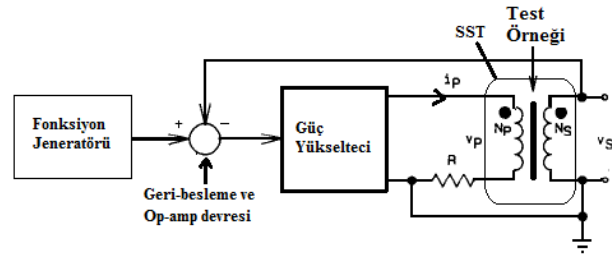 Test
Örneği
SST
Fonksiyon
Jeneratörü
+
−
Geri-besleme ve
Op-amp devresi
Güç
Yükselteci
iP
vP
R
NP
NS
vS